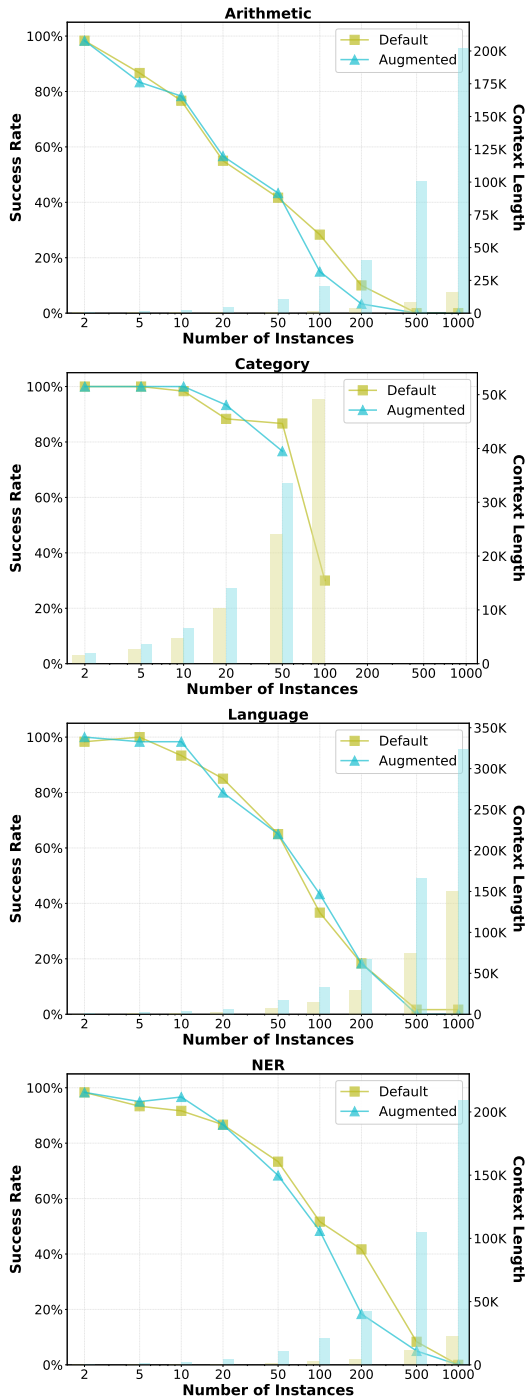 Arithmetic
100%
80%
60%
40%
20%
0%
Success Rate
200K
175K
150K
125K
100K
75K
50K
25K
0
Context Length
Default
Augmented
2 5 10 20 50 100 200 500 1000
Number of Instances
Category
100%
80%
60%
40%
20%
0%
Success Rate
50K
40K
30K
20K
10K
0
Context Length
Default
Augmented
2 5 10 20 50 100 200 500 1000
Number of Instances
Language
100%
80%
60%
40%
20%
0%
Success Rate
350K
300K
250K
200K
150K
100K
50K
0
Context Length
Default
Augmented
2 5 10 20 50 100 200 500 1000
Number of Instances
NER
100%
80%
60%
40%
20%
0%
Success Rate
200K
150K
100K
50K
0
Context Length
Default
Augmented
2 5 10 20 50 100 200 500 1000
Number of Instances